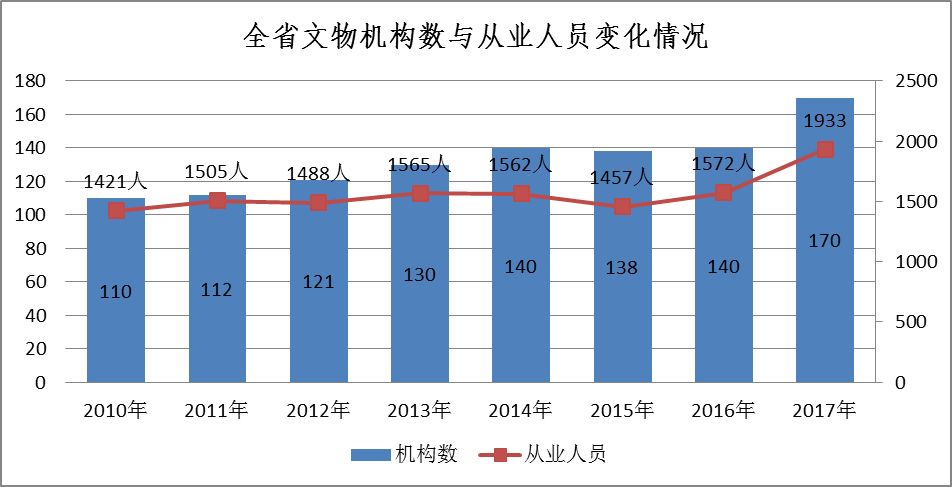 全省文物机构数与从业人员变化情况
180
160
140
120
100
80
60
40
20
0
2500
2000
1500
1000
500
0
1421人
1505人
1488人
1565人
1562人
1457人
1572人
1933
110
112
121
130
140
138
140
170
2010年
2011年
2012年
2013年
2014年
2015年
2016年
2017年
机构数
从业人员